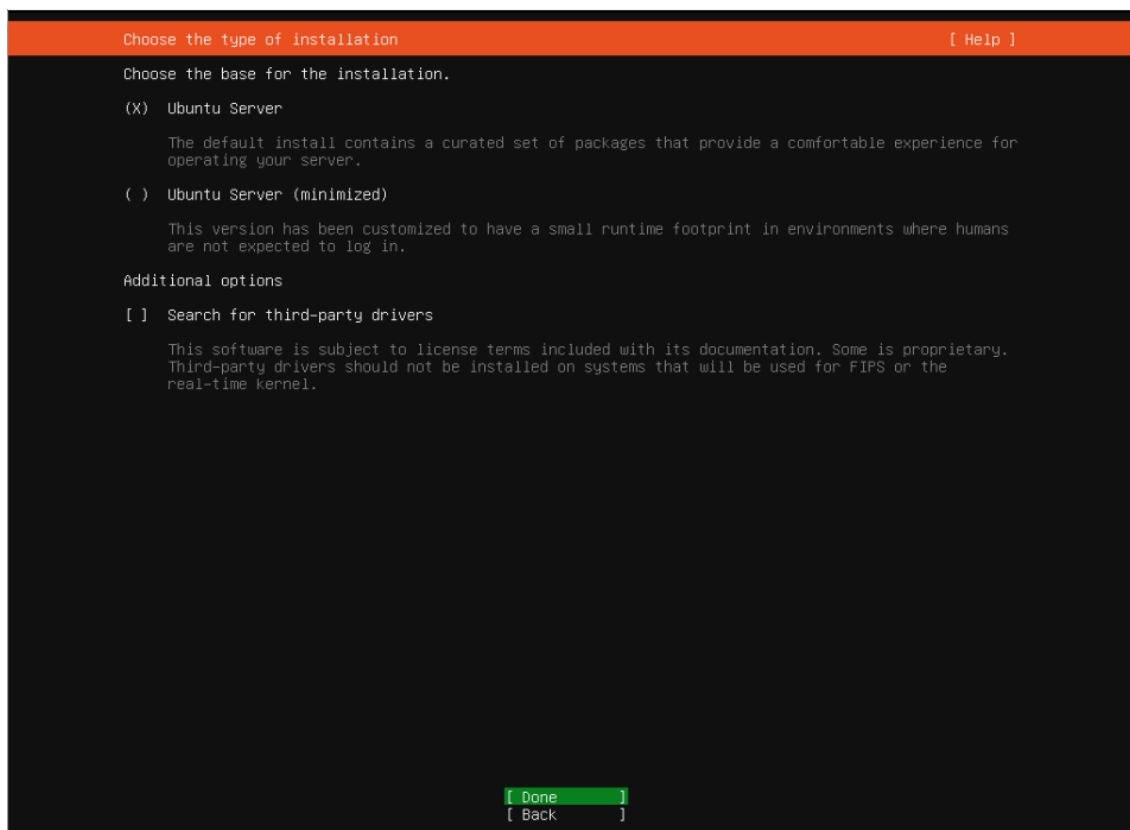 Choose the type of installation [ Help ]
Choose the base for the installation.
(X) Ubuntu Server
The default install contains a curated set of packages that provide a comfortable experience for
operating your server.
( ) Ubuntu Server (minimized)
This version has been customized to have a small runtime footprint in environments where humans
are not expected to log in.
Additional options
[ ] Search for third-party drivers
This software is subject to license terms included with its documentation. Some is proprietary.
Third-party drivers should not be installed on systems that will be used for FIPS or the
real-time kernel.
[ Done ]
[ Back ]